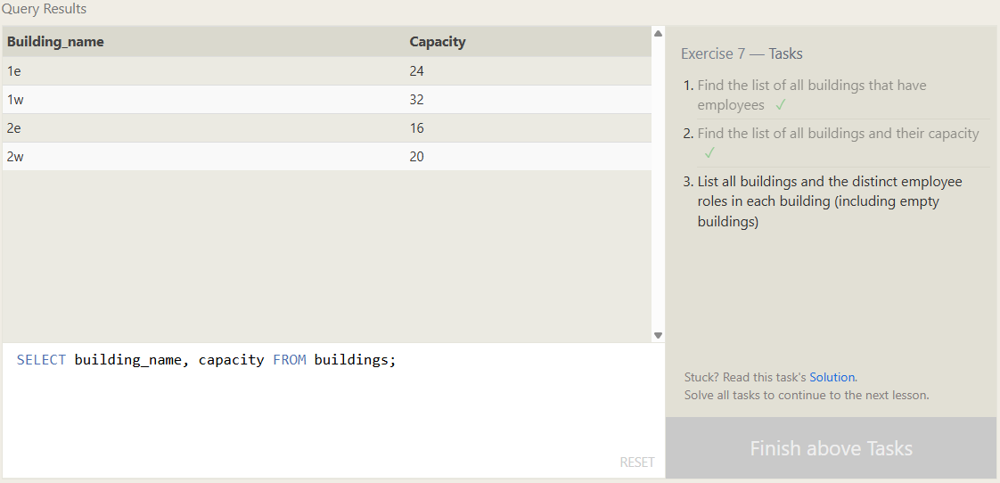 Query Results
Building_name Capacity
1e 24
1w 32
2e 16
2w 20
SELECT building_name, capacity FROM buildings;
RESET
Exercise 7 — Tasks
1. Find the list of all buildings that have
employees ✓
2. Find the list of all buildings and their capacity
✓
3. List all buildings and the distinct employee
roles in each building (including empty
buildings)
Stuck? Read this task's Solution.
Solve all tasks to continue to the next lesson.
Finish above Tasks